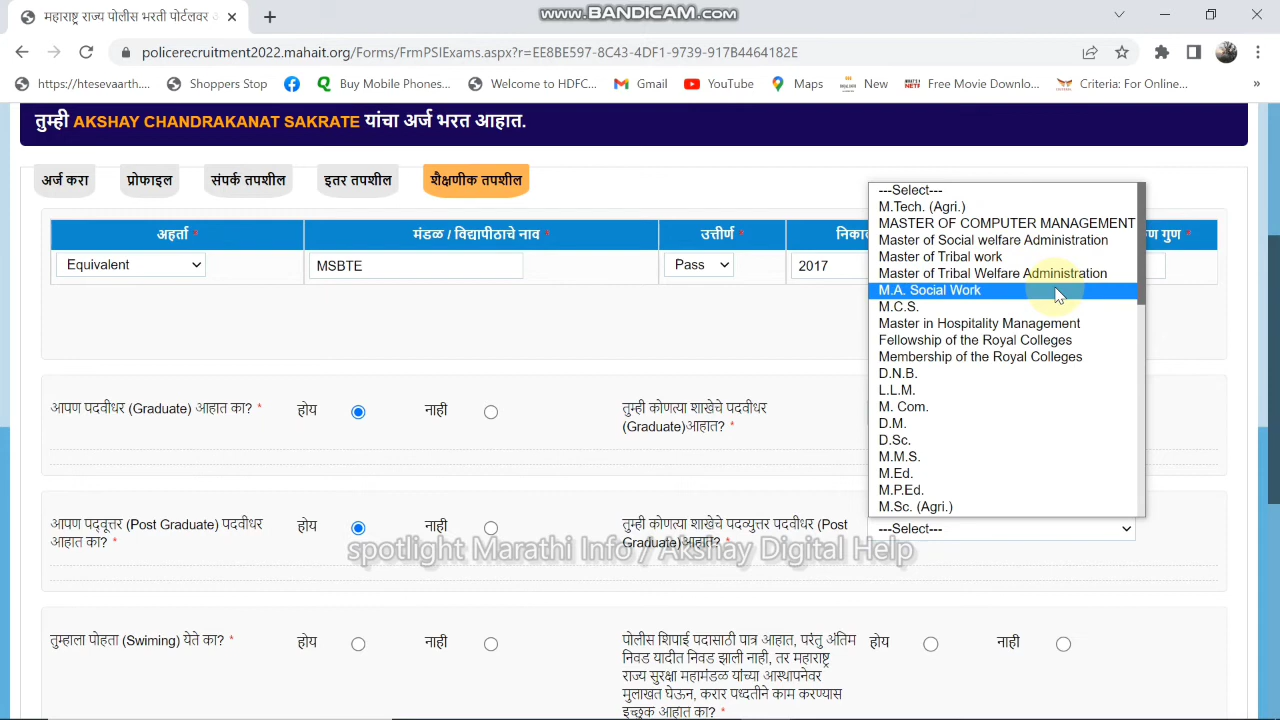 महाराष्ट्र राज्य पोलीस भरती पोर्टलवर
www.BANDICAM.com
policerecruitment2022.mahait.org/Forms/FrmPSIExams.aspx?r=EE8BE597-8C43-4DF1-9739-917B4464182E
https://htesevaarth.... Shoppers Stop Buy Mobile Phones... Welcome to HDFC... Gmail YouTube Maps New Free Movie Downlo... Criteria: For Online... »
तुम्ही AKSHAY CHANDRAKANAT SAKRATE यांचा अर्ज भरत आहात.
अर्ज करा प्रोफाइल संपर्क तपशील इतर तपशील शैक्षणीक तपशील
अहर्ता * मंडळ / विद्यापीठाचे नाव * उत्तीर्ण * गुण *
Equivalent MSBTE Pass 2017
---Select---
M.Tech. (Agri.)
MASTER OF COMPUTER MANAGEMENT
Master of Social welfare Administration
Master of Tribal work
Master of Tribal Welfare Administration
M.A. Social Work
M.C.S.
Master in Hospitality Management
Fellowship of the Royal Colleges
Membership of the Royal Colleges
D.N.B.
L.L.M.
M. Com.
D.M.
D.Sc.
M.M.S.
M.Ed.
M.P.Ed.
M.Sc. (Agri.)
आपण पदवीधर (Graduate) आहात का? * होय नाही तुम्ही कोणत्या शाखेचे पदवीधर
(Graduate)आहात? *
आपण पदव्युत्तर (Post Graduate) पदवीधर होय नाही तुम्ही कोणत्या शाखेचे पदव्युत्तर पदवीधर (Post ---Select---
आहात का? * Graduate)आहात? *
spotlight Marathi Info / Akshay Digital Help
तुम्हाला पोहता (Swiming) येते का? * होय नाही पोलीस शिपाई पदासाठी पात्र आहात, परंतु अंतिम होय नाही
निवड यादीत निवड झाली नाही, तर महाराष्ट्र
राज्य सुरक्षा महामंडळ यांच्या आस्थापनेवर
मुलाखत घेऊन, करार पध्दतीने काम करण्यास
इच्छुक आहात का? *